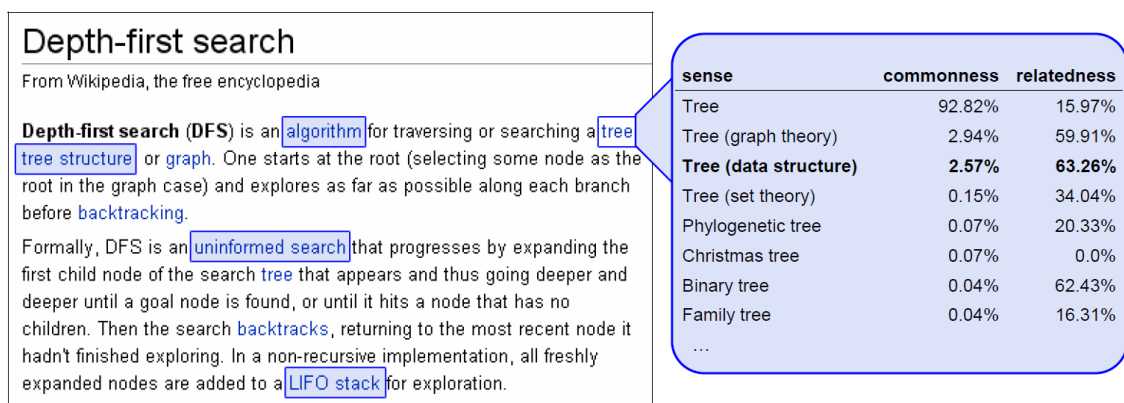 Depth-first search
From Wikipedia, the free encyclopedia
Depth-first search (DFS) is an algorithm for traversing or searching a tree
tree structure or graph. One starts at the root (selecting some node as the
root in the graph case) and explores as far as possible along each branch
before backtracking.
Formally, DFS is an uninformed search that progresses by expanding the
first child node of the search tree that appears and thus going deeper and
deeper until a goal node is found, or until it hits a node that has no
children. Then the search backtracks, returning to the most recent node it
hadn't finished exploring. In a non-recursive implementation, all freshly
expanded nodes are added to a LIFO stack for exploration.
sense commonness relatedness
Tree 92.82% 15.97%
Tree (graph theory) 2.94% 59.91%
Tree (data structure) 2.57% 63.26%
Tree (set theory) 0.15% 34.04%
Phylogenetic tree 0.07% 20.33%
Christmas tree 0.07% 0.0%
Binary tree 0.04% 62.43%
Family tree 0.04% 16.31%
…